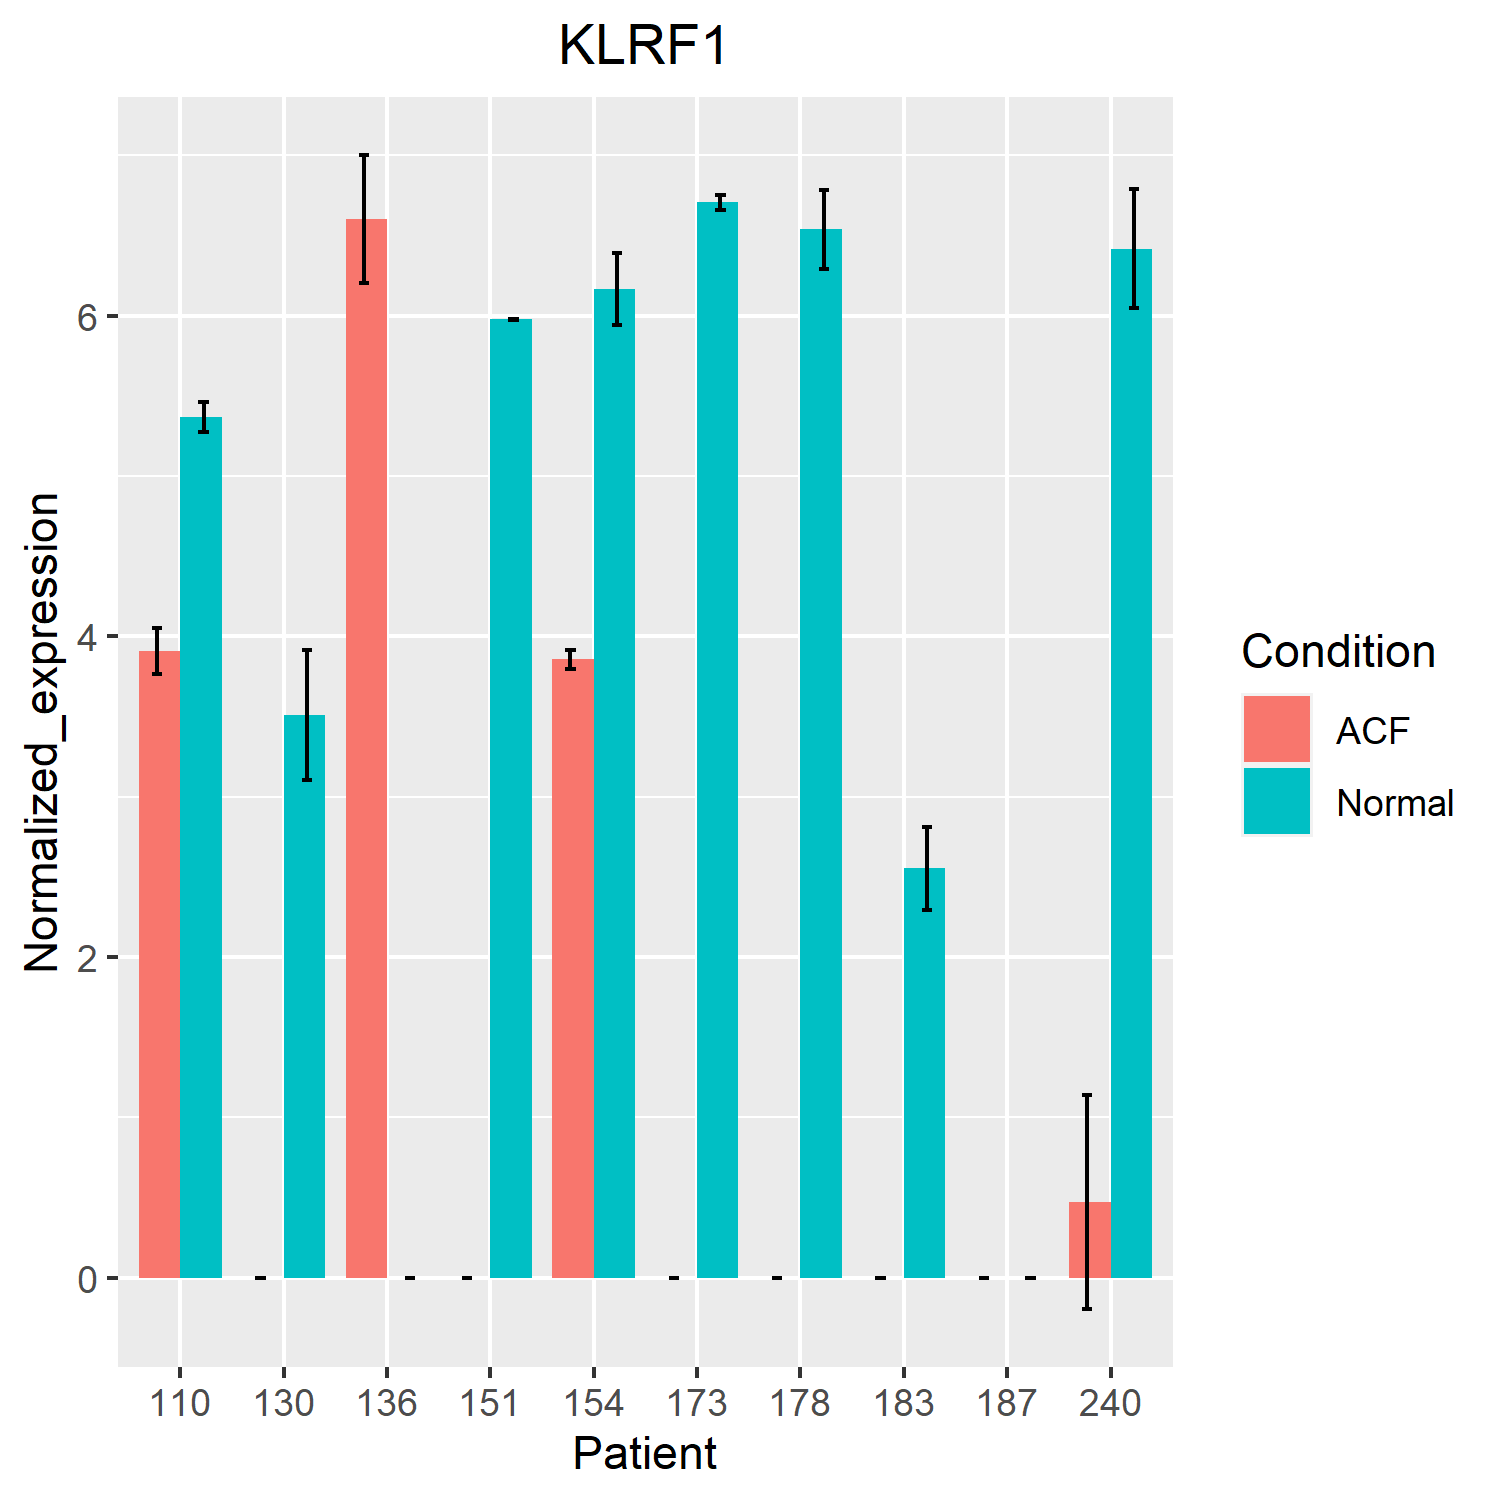 KLRF1
Normalized_expression
6
4
2
0
110 130 136 151 154 173 178 183 187 240
Patient
Condition
ACF
Normal